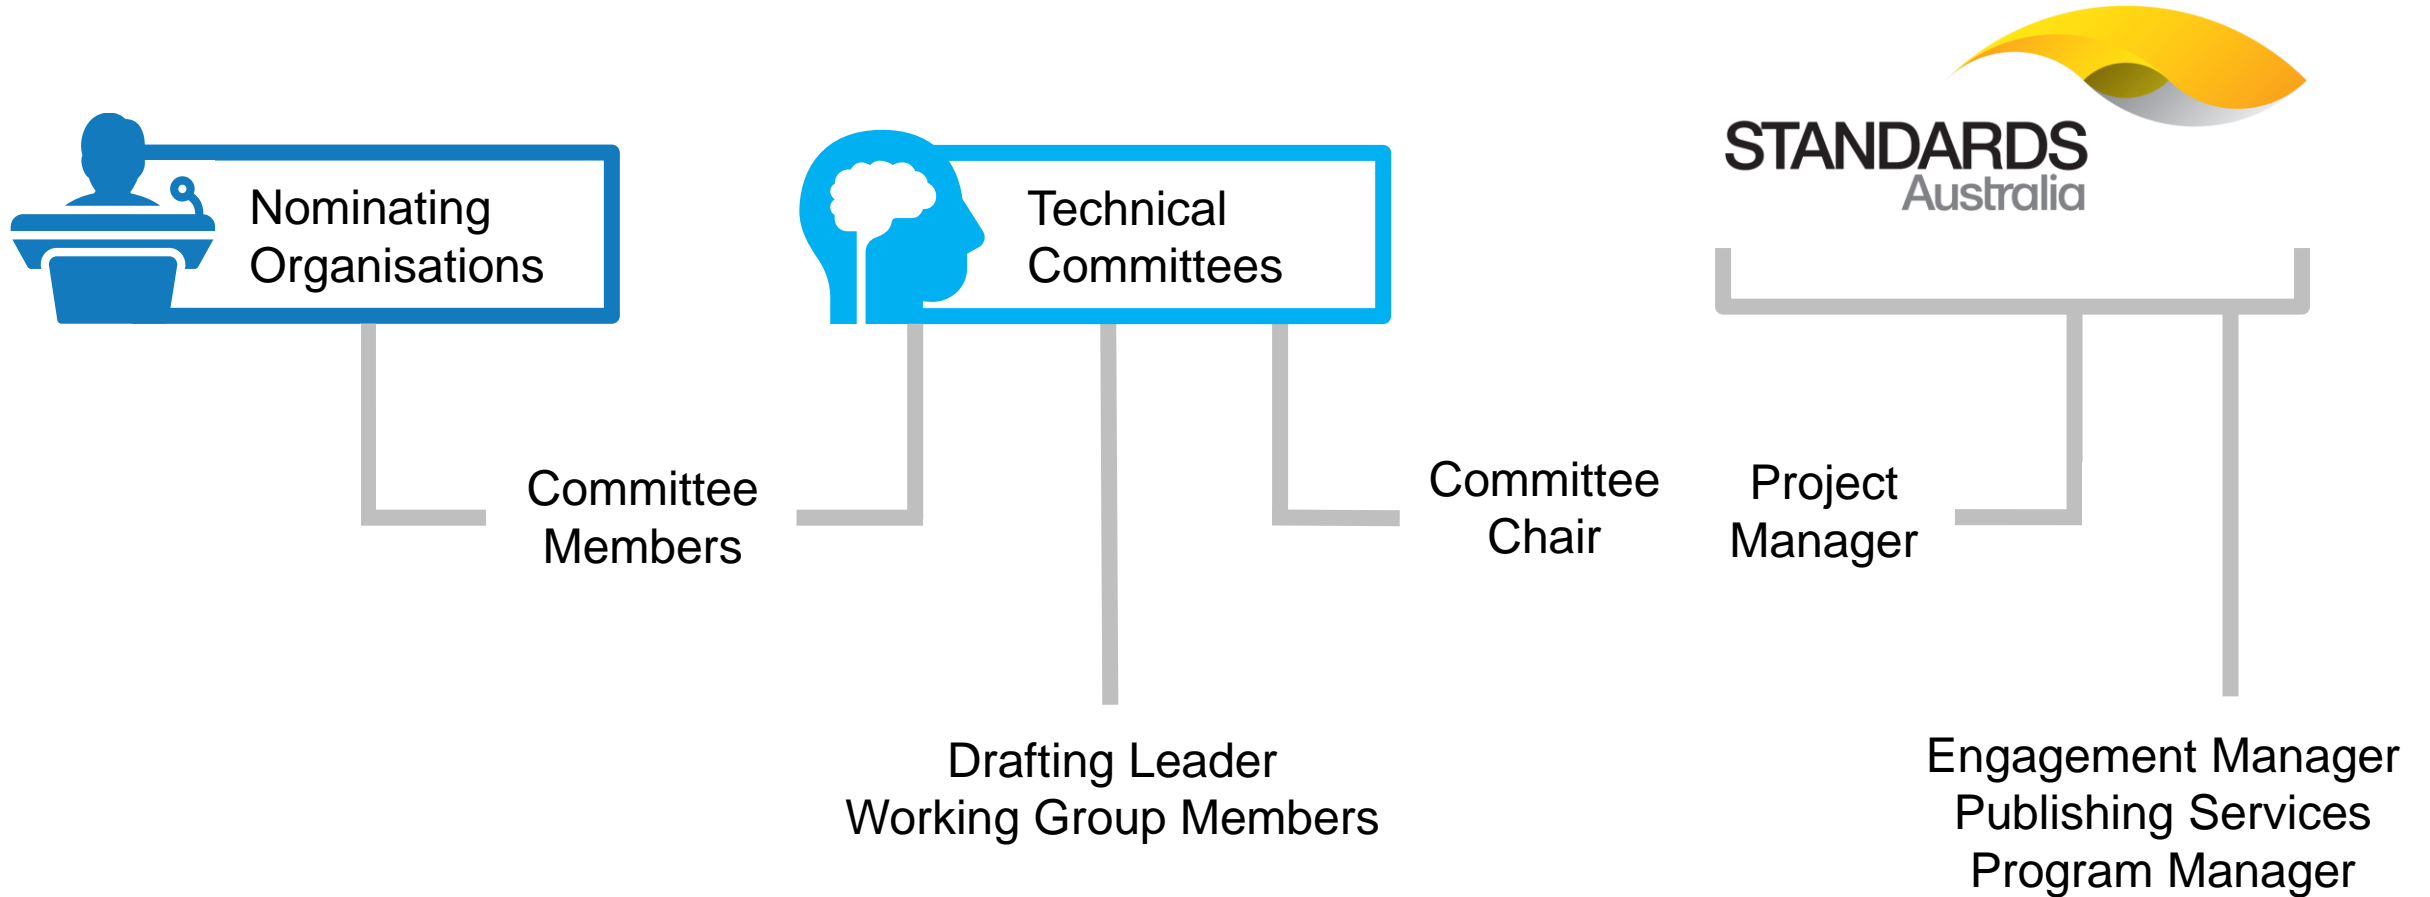 Nominating
Organisations
Technical
Committees
STANDARDS
Australia
Committee
Members
Committee
Chair
Project
Manager
Drafting Leader
Working Group Members
Engagement Manager
Publishing Services
Program Manager